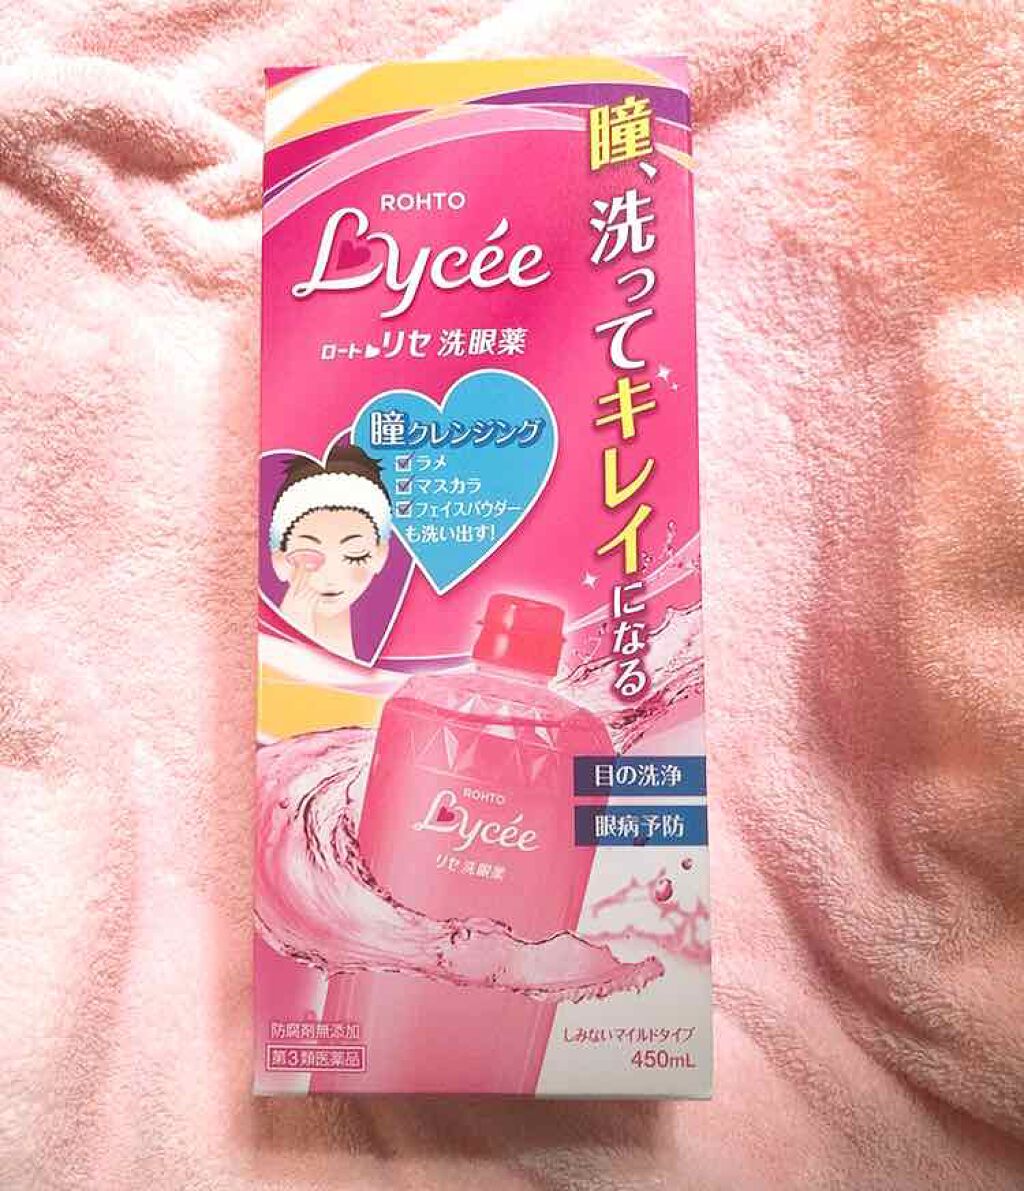 瞳、洗ってキレイになる
ROHTO
Lycée
ロートリセ 洗眼薬
瞳クレンジング
ラメ
マスカラ
フェイスパウダー
も洗い出す!
ROHTO
Lycée
リセ 洗眼薬
目の洗浄
眼病予防
防腐剤無添加
第3類医薬品
しみないマイルドタイプ
450mL